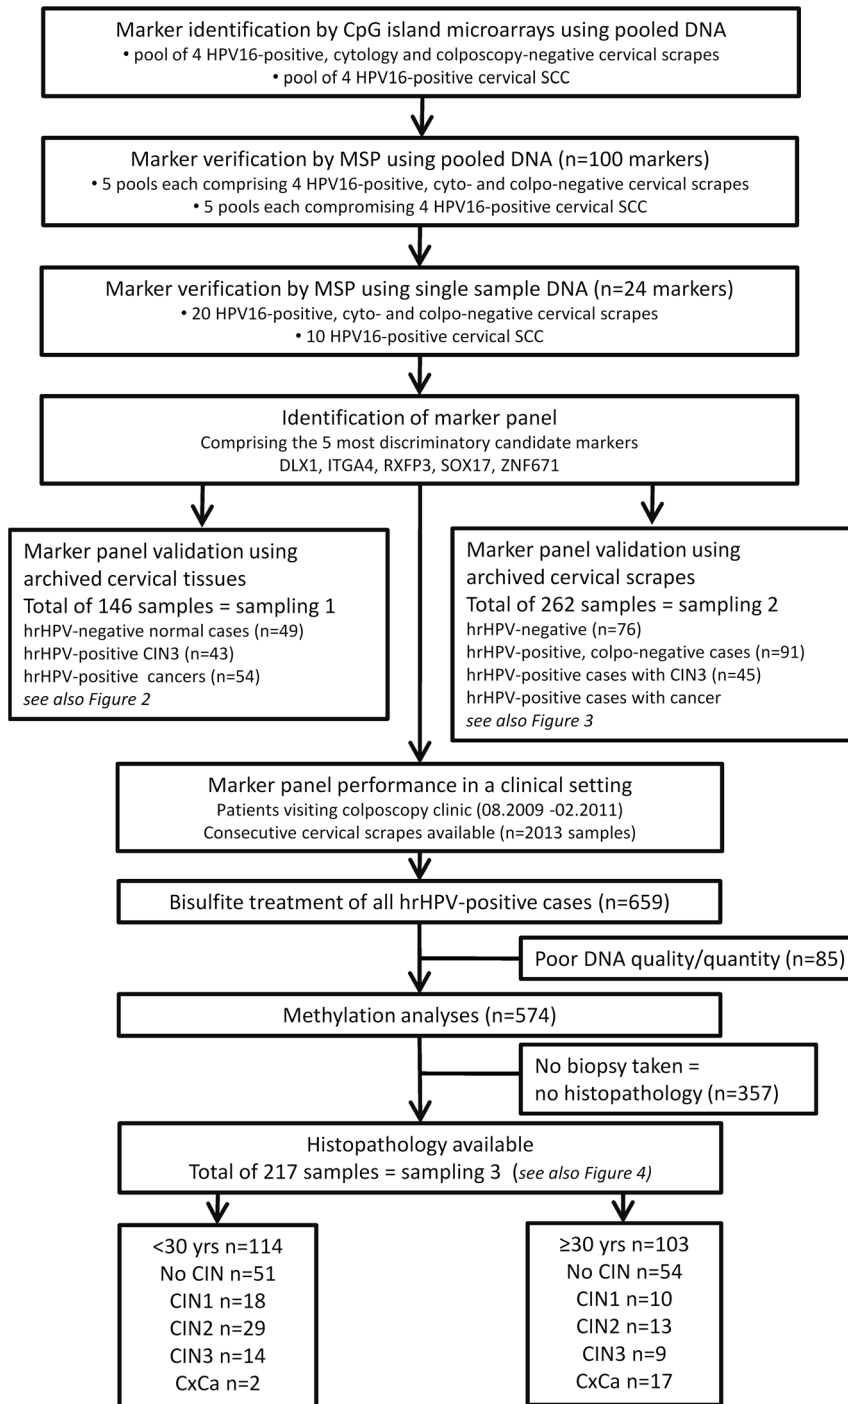 Marker identification by CpG island microarrays using pooled DNA
• pool of 4 HPV16-positive, cytology and colposcopy-negative cervical scrapes
• pool of 4 HPV16-positive cervical SCC
Marker verification by MSP using pooled DNA (n=100 markers)
• 5 pools each comprising 4 HPV16-positive, cyto- and colpo-negative cervical scrapes
• 5 pools each compromising 4 HPV16-positive cervical SCC
Marker verification by MSP using single sample DNA (n=24 markers)
• 20 HPV16-positive, cyto- and colpo-negative cervical scrapes
• 10 HPV16-positive cervical SCC
Identification of marker panel
Comprising the 5 most discriminatory candidate markers
DLX1, ITGA4, RXFP3, SOX17, ZNF671
Marker panel validation using
archived cervical tissues
Total of 146 samples = sampling 1
hrHPV-negative normal cases (n=49)
hrHPV-positive CIN3 (n=43)
hrHPV-positive cancers (n=54)
see also Figure 2
Marker panel validation using
archived cervical scrapes
Total of 262 samples = sampling 2
hrHPV-negative (n=76)
hrHPV-positive, colpo-negative cases (n=91)
hrHPV-positive cases with CIN3 (n=45)
hrHPV-positive cases with cancer
see also Figure 3
Marker panel performance in a clinical setting
Patients visiting colposcopy clinic (08.2009 -02.2011)
Consecutive cervical scrapes available (n=2013 samples)
Bisulfite treatment of all hrHPV-positive cases (n=659)
Poor DNA quality/quantity (n=85)
Methylation analyses (n=574)
No biopsy taken =
no histopathology (n=357)
Histopathology available
Total of 217 samples = sampling 3 (see also Figure 4)
<30 yrs n=114
No CIN n=51
CIN1 n=18
CIN2 n=29
CIN3 n=14
CxCa n=2
≥30 yrs n=103
No CIN n=54
CIN1 n=10
CIN2 n=13
CIN3 n=9
CxCa n=17